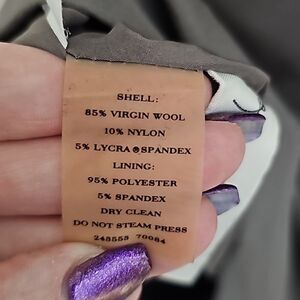 SHELL:
85% VIRGIN WOOL
10% NYLON
5% LYCRA®SPANDEX
LINING:
95% POLYESTER
5% SPANDEX
DRY CLEAN
DO NOT STEAM PRESS
248555 70084